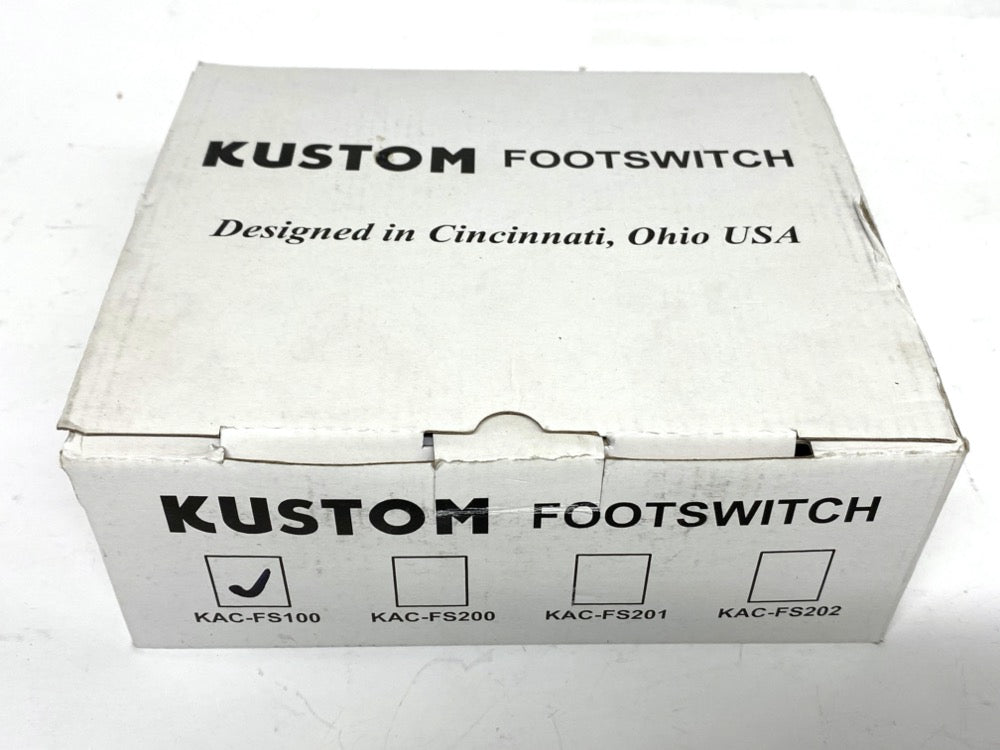 KUSTOM FOOTSWITCH
Designed in Cincinnati, Ohio USA
KUSTOM FOOTSWITCH
KAC-FS100 KAC-FS200 KAC-FS201 KAC-FS202